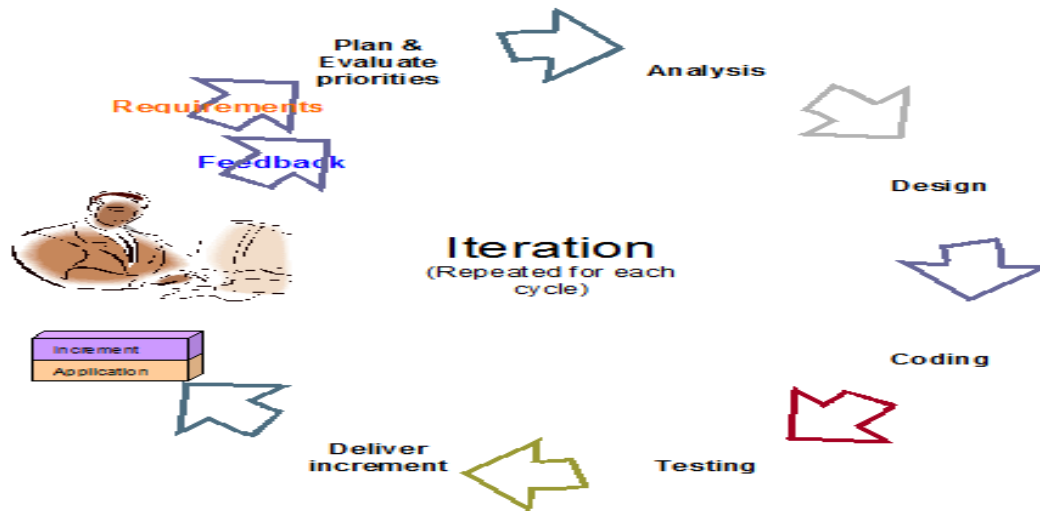 Plan &
Evaluate
priorities
Analysis
Requirements
Feedback
Design
Iteration
(Repeated for each
cycle)
Increment
Application
Coding
Deliver
increment
Testing